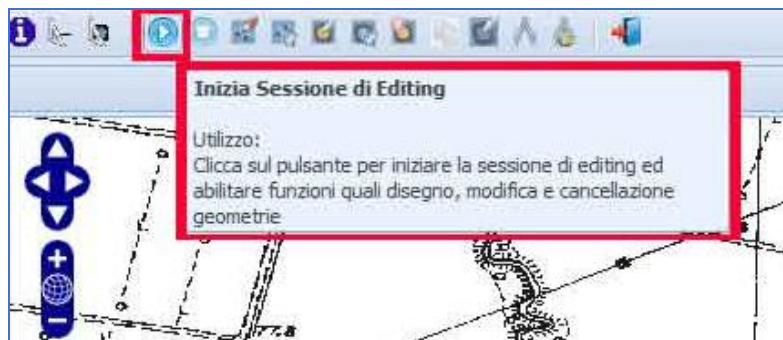 Inizia Sessione di Editing
Utilizzo:
Clicca sul pulsante per iniziare la sessione di editing ed
abilitare funzioni quali disegno, modifica e cancellazione
geometrie